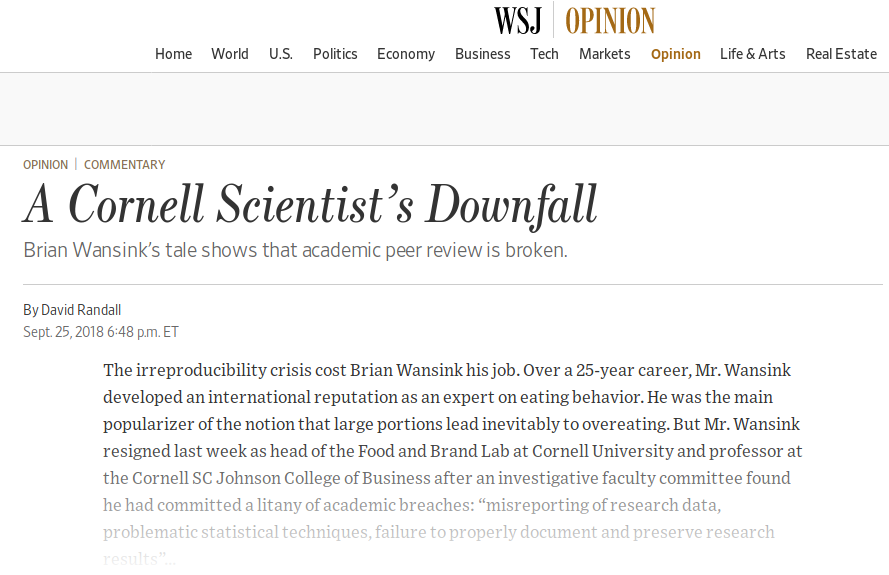 WSJ OPINION
Home World U.S. Politics Economy Business Tech Markets Opinion Life & Arts Real Estate
OPINION | COMMENTARY
A Cornell Scientist’s Downfall
Brian Wansink’s tale shows that academic peer review is broken.
By David Randall
Sept. 25, 2018 6:48 p.m. ET
The irreproducibility crisis cost Brian Wansink his job. Over a 25-year career, Mr. Wansink
developed an international reputation as an expert on eating behavior. He was the main
popularizer of the notion that large portions lead inevitably to overeating. But Mr. Wansink
resigned last week as head of the Food and Brand Lab at Cornell University and professor at
the Cornell SC Johnson College of Business after an investigative faculty committee found
he had committed a litany of academic breaches: “misreporting of research data,
problematic statistical techniques, failure to properly document and preserve research
results”...